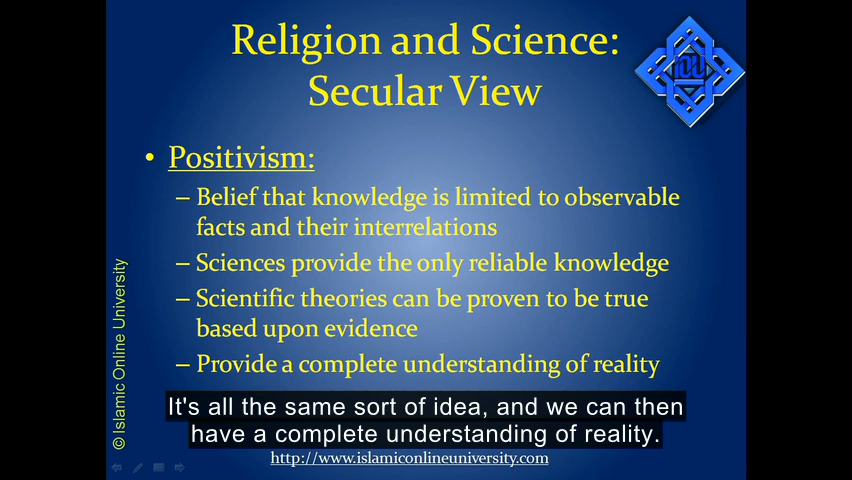 Religion and Science:
Secular View
IOU
• Positivism:
– Belief that knowledge is limited to observable
facts and their interrelations
– Sciences provide the only reliable knowledge
– Scientific theories can be proven to be true
based upon evidence
– Provide a complete understanding of reality
It's all the same sort of idea, and we can then
have a complete understanding of reality.
http://www.islamiconlineuniversity.com
© Islamic Online University